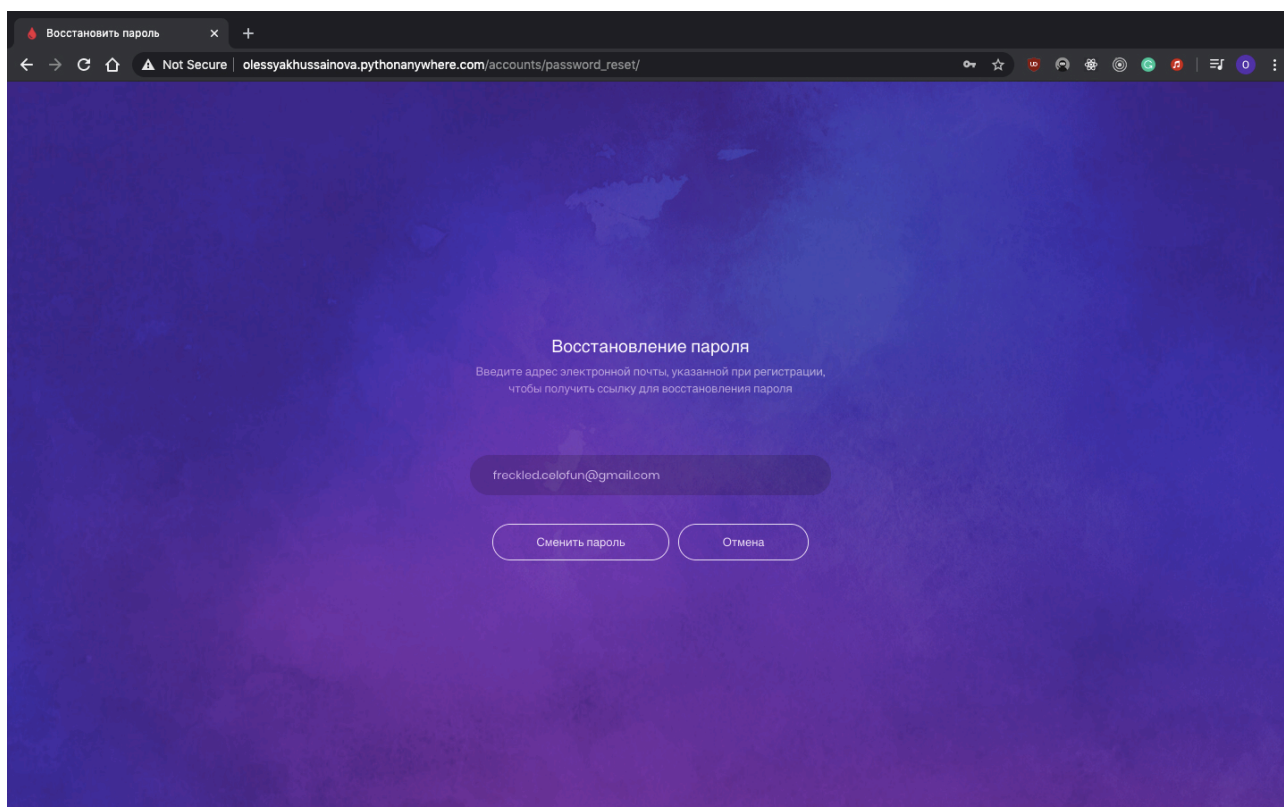 Восстановить пароль
Not Secure | olessyakhussainova.pythonanywhere.com/accounts/password_reset/
Восстановление пароля
Введите адрес электронной почты, указанной при регистрации,
чтобы получить ссылку для восстановления пароля
freckled.celofun@gmail.com
Сменить пароль Отмена